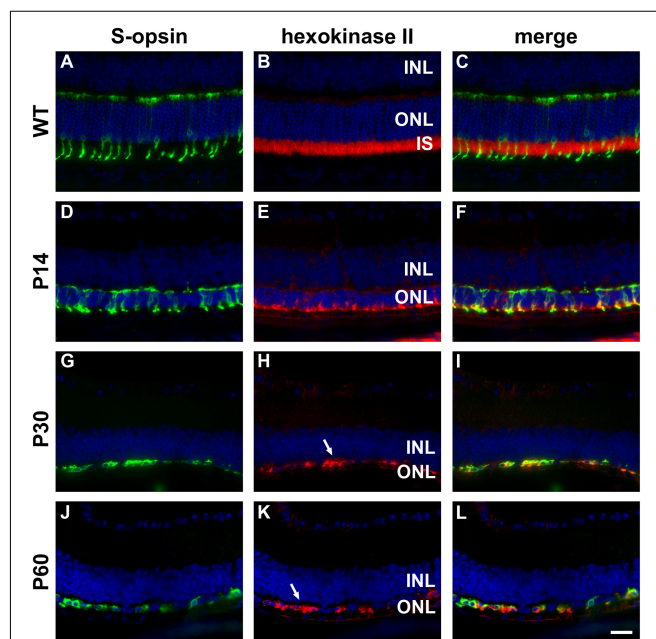 S-opsin hexokinase II merge
WT A B INL ONL IS C
P14 D E INL ONL F
P30 G H INL ONL I
P60 J K INL ONL L